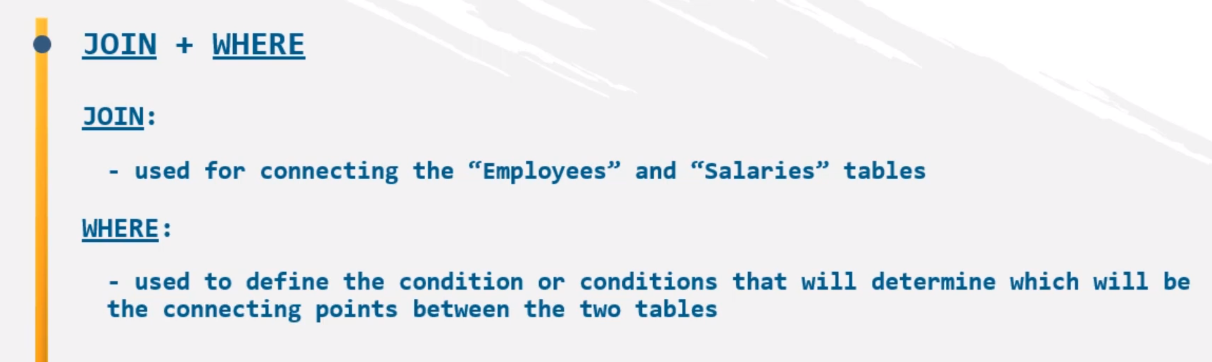 JOIN + WHERE
JOIN:
- used for connecting the “Employees” and “Salaries” tables
WHERE:
- used to define the condition or conditions that will determine which will be
the connecting points between the two tables